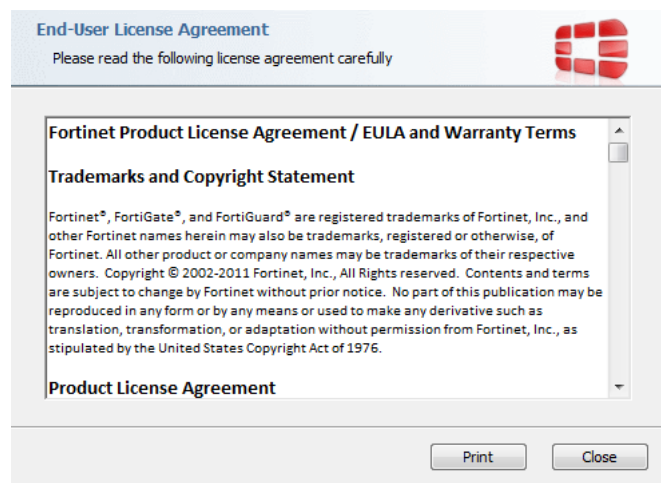 End-User License Agreement
Please read the following license agreement carefully
Fortinet Product License Agreement / EULA and Warranty Terms
Trademarks and Copyright Statement
Fortinet®, FortiGate®, and FortiGuard® are registered trademarks of Fortinet, Inc., and
other Fortinet names herein may also be trademarks, registered or otherwise, of
Fortinet. All other product or company names may be trademarks of their respective
owners.  Copyright © 2002-2011 Fortinet, Inc., All Rights reserved.  Contents and terms
are subject to change by Fortinet without prior notice.  No part of this publication may be
reproduced in any form or by any means or used to make any derivative such as
translation, transformation, or adaptation without permission from Fortinet, Inc., as
stipulated by the United States Copyright Act of 1976.
Product License Agreement
Print Close